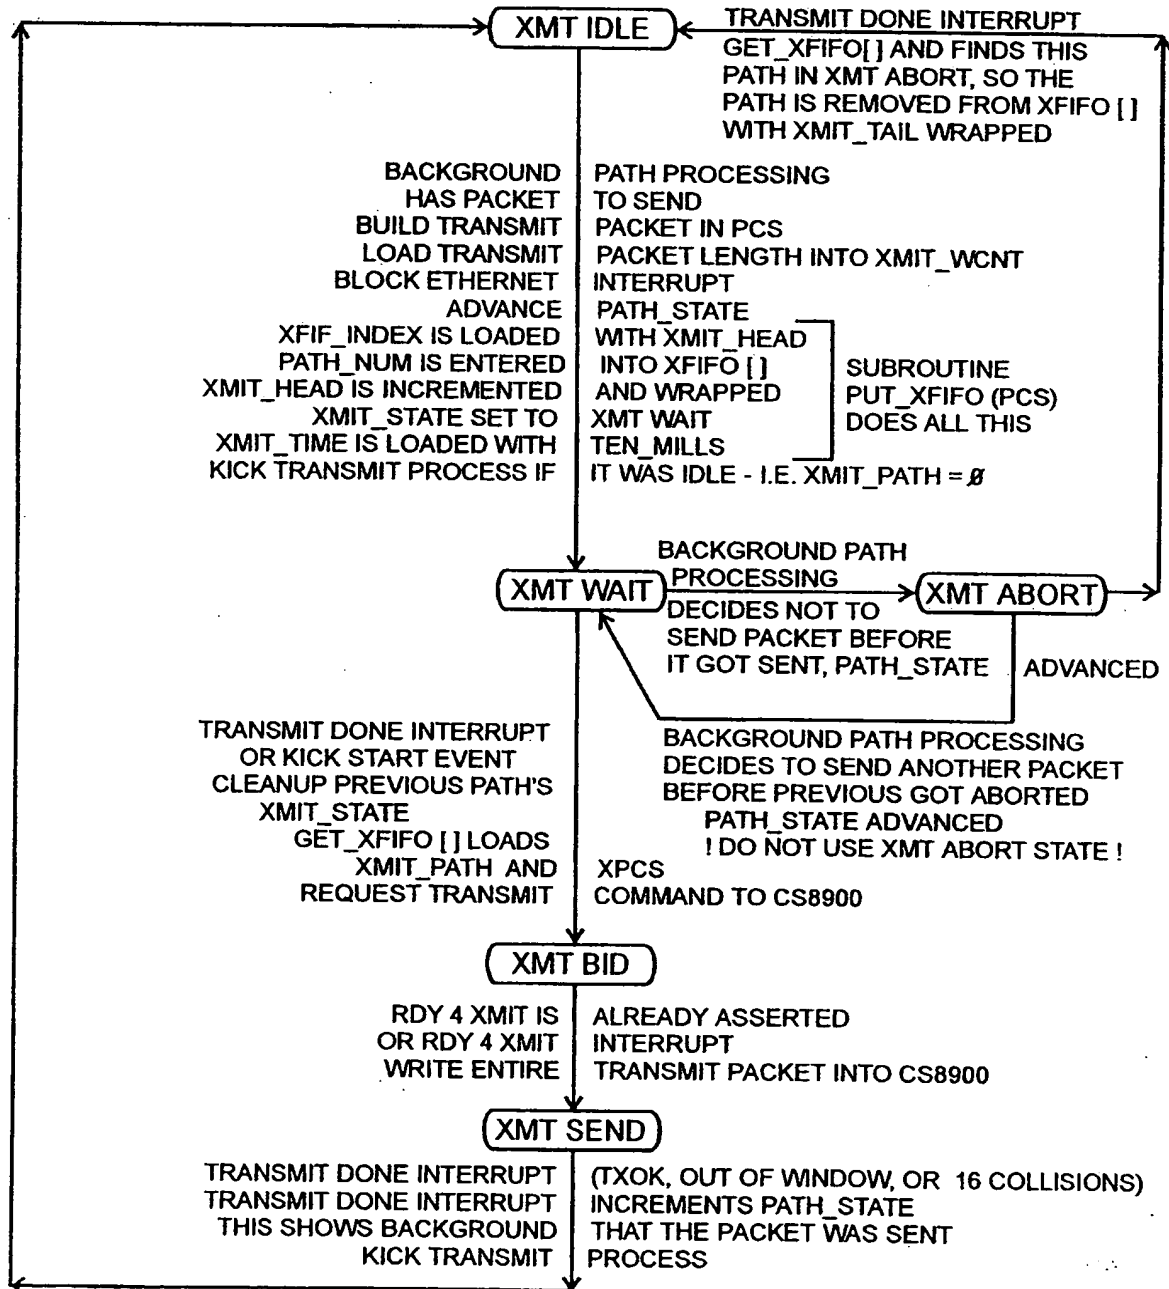 XMT IDLE
TRANSMIT DONE INTERRUPT
GET_XFIFO[ ] AND FINDS THIS
PATH IN XMT ABORT, SO THE
PATH IS REMOVED FROM XFIFO [ ]
WITH XMIT_TAIL WRAPPED
BACKGROUND PATH PROCESSING
HAS PACKET TO SEND
BUILD TRANSMIT PACKET IN PCS
LOAD TRANSMIT PACKET LENGTH INTO XMIT_WCNT
BLOCK ETHERNET INTERRUPT
ADVANCE PATH_STATE
XFIF_INDEX IS LOADED WITH XMIT_HEAD
PATH_NUM IS ENTERED INTO XFIFO [ ]
XMIT_HEAD IS INCREMENTED AND WRAPPED
XMIT_STATE SET TO XMT WAIT
XMIT_TIME IS LOADED WITH TEN_MILLS
SUBROUTINE
PUT_XFIFO (PCS)
DOES ALL THIS
KICK TRANSMIT PROCESS IF IT WAS IDLE - I.E. XMIT_PATH = Ø
XMT WAIT
BACKGROUND PATH
PROCESSING
DECIDES NOT TO
SEND PACKET BEFORE
IT GOT SENT, PATH_STATE ADVANCED
XMT ABORT
BACKGROUND PATH PROCESSING
DECIDES TO SEND ANOTHER PACKET
BEFORE PREVIOUS GOT ABORTED
PATH_STATE ADVANCED
! DO NOT USE XMT ABORT STATE !
TRANSMIT DONE INTERRUPT
OR KICK START EVENT
CLEANUP PREVIOUS PATH'S
XMIT_STATE
GET_XFIFO [ ] LOADS
XMIT_PATH AND XPCS
REQUEST TRANSMIT COMMAND TO CS8900
XMT BID
RDY 4 XMIT IS ALREADY ASSERTED
OR RDY 4 XMIT INTERRUPT
WRITE ENTIRE TRANSMIT PACKET INTO CS8900
XMT SEND
TRANSMIT DONE INTERRUPT (TXOK, OUT OF WINDOW, OR 16 COLLISIONS)
TRANSMIT DONE INTERRUPT INCREMENTS PATH_STATE
THIS SHOWS BACKGROUND THAT THE PACKET WAS SENT
KICK TRANSMIT PROCESS